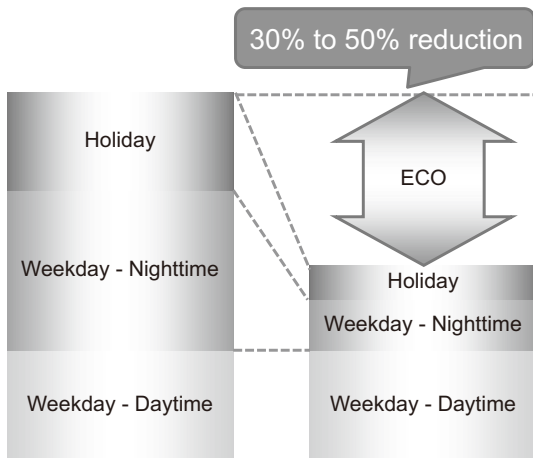 30% to 50% reduction
Holiday
ECO
Weekday - Nighttime
Holiday
Weekday - Nighttime
Weekday - Daytime
Weekday - Daytime